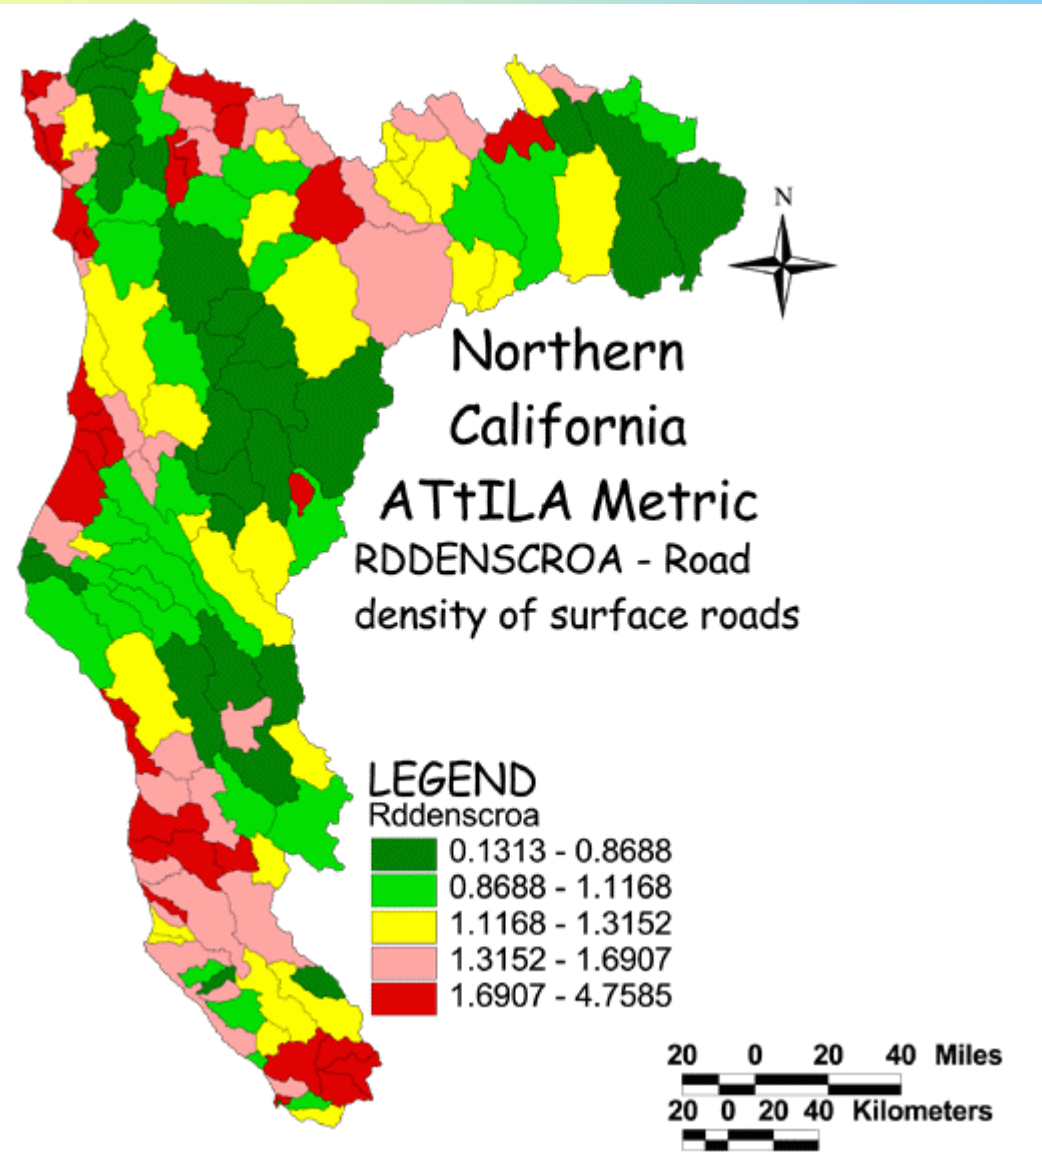 N
Northern
California
ATtILA Metric
RDDENSCROA - Road
density of surface roads
LEGEND
Rddenscroa
0.1313 - 0.8688
0.8688 - 1.1168
1.1168 - 1.3152
1.3152 - 1.6907
1.6907 - 4.7585
20 0 20 40 Miles
20 0 20 40 Kilometers